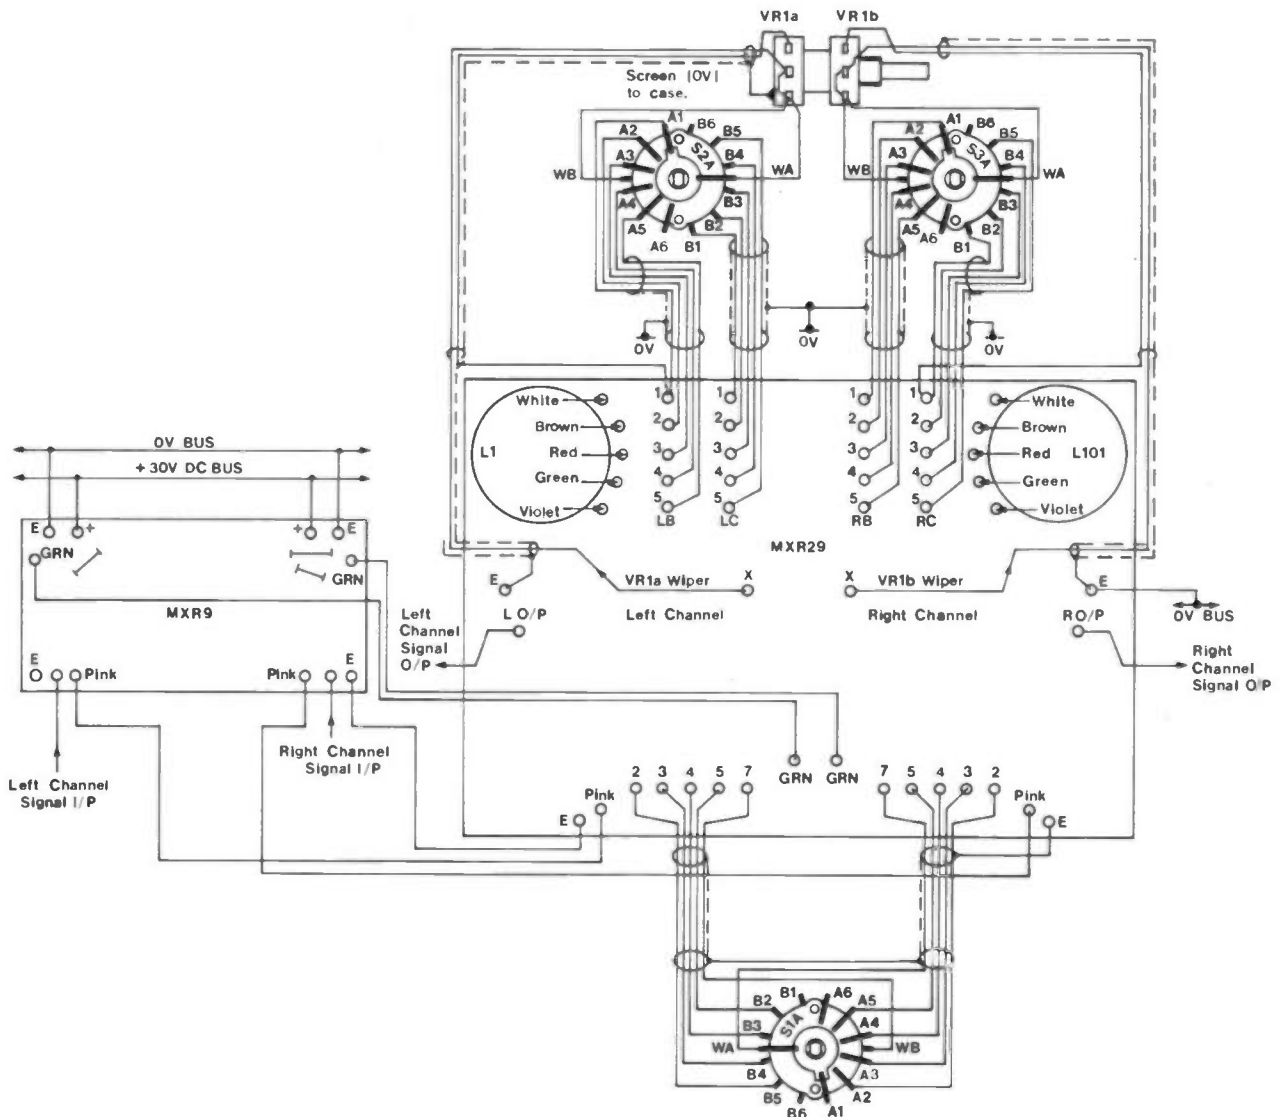 VR1a
VR1b
Screen (0V)
to case.
A1
B6
A2
B5
A3
S2A
B4
WB
WA
A4
B3
A5
B2
A6
B1
A1
B6
A2
B5
A3
S3A
B4
WB
WA
A4
B3
A5
B2
A6
B1
0V
0V
0V
White
1
1
1
1
White
Brown
2
2
2
2
Brown
L1
Red
3
3
3
3
Red
L101
Green
4
4
4
4
Green
Violet
5
5
5
5
Violet
LB
LC
RB
RC
0V BUS
+30V DC BUS
E
+
+
E
GRN
GRN
MXR9
E
Pink
Pink
E
Left Channel
Signal I/P
Right Channel
Signal I/P
MXR29
E
VR1a Wiper
X
X
VR1b Wiper
E
L O/P
Left Channel
Right Channel
R O/P
0V BUS
Left
Channel
Signal
O/P
Right
Channel
Signal O/P
GRN
GRN
2
3
4
5
7
7
5
4
3
2
Pink
Pink
E
E
B1
A6
B2
A5
S1A
B3
A4
WA
WB
B4
A3
B5
A2
B6
A1